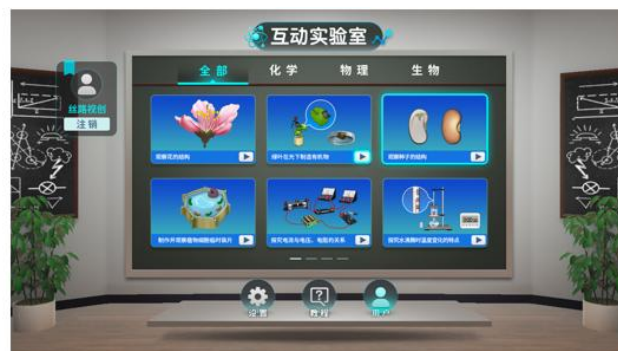 互动实验室
全部 化学 物理 生物
丝路视创
注销
观察花的结构
绿叶在光下制造有机物
观察种子的结构
制作并观察植物细胞临时装片
探究电流与电压、电阻的关系
探究水沸腾时温度变化的特点
设置 教程 账户